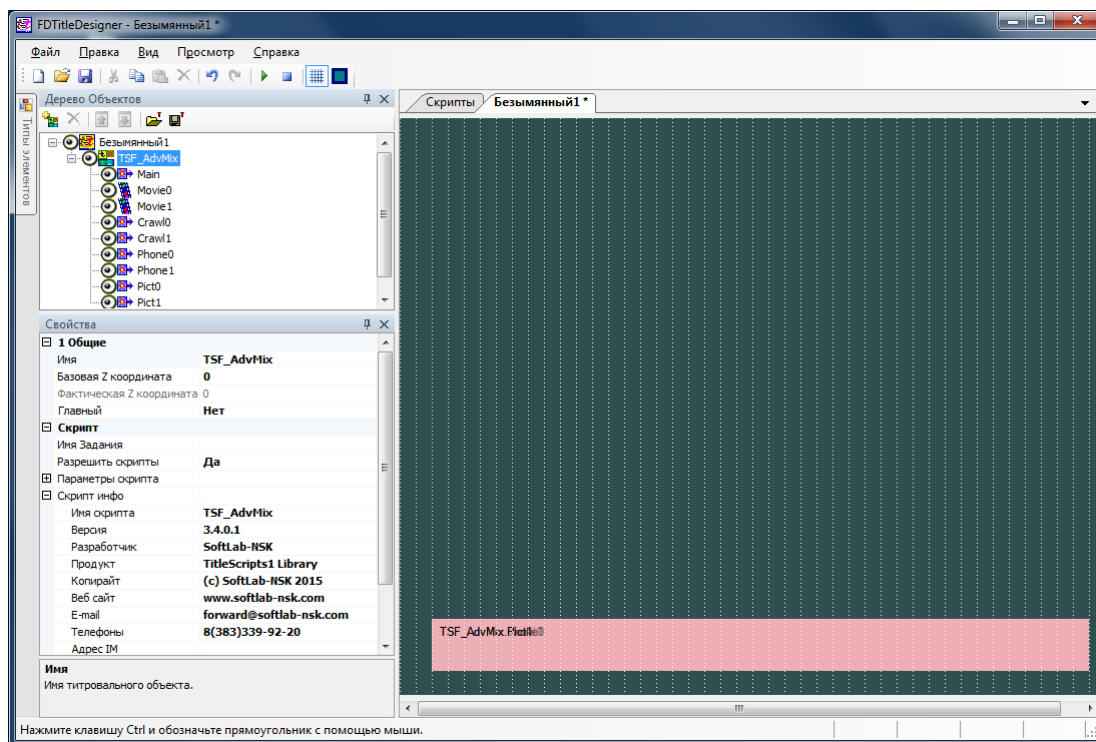 FDTitleDesigner - Безымянный1 *
Файл Правка Вид Просмотр Справка
Дерево Объектов
Скрипты Безымянный1 *
Типы элементов
Безымянный1
TSF_AdvMix
Main
Movie0
Movie1
Crawl0
Crawl1
Phone0
Phone1
Pict0
Pict1
Свойства
1 Общие
Имя TSF_AdvMix
Базовая Z координата 0
Фактическая Z координата 0
Главный Нет
Скрипт
Имя Задания
Разрешить скрипты Да
Параметры скрипта
Скрипт инфо
Имя скрипта TSF_AdvMix
Версия 3.4.0.1
Разработчик SoftLab-NSK
Продукт TitleScripts1 Library
Копирайт (c) SoftLab-NSK 2015
Веб сайт www.softlab-nsk.com
E-mail forward@softlab-nsk.com
Телефоны 8(383)339-92-20
Адрес IM
TSF_AdvMix.
Имя
Имя титровального объекта.
Нажмите клавишу Ctrl и обозначьте прямоугольник с помощью мыши.